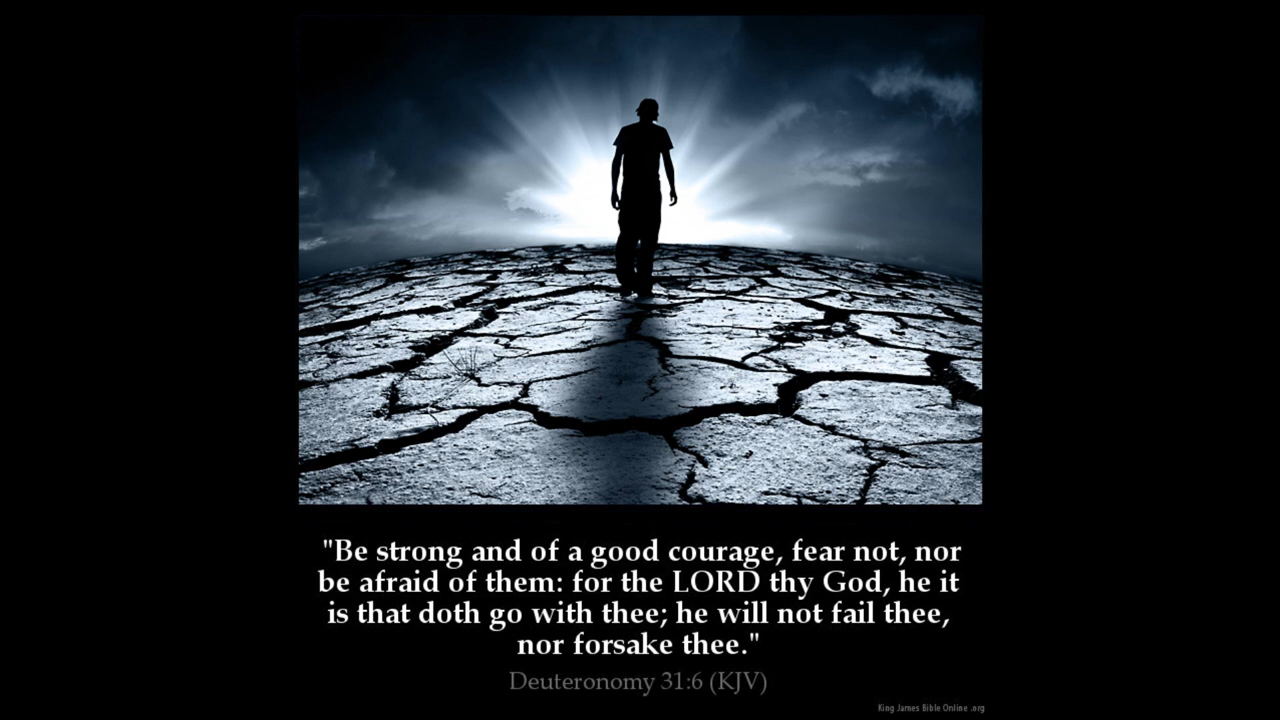 "Be strong and of a good courage, fear not, nor
be afraid of them: for the LORD thy God, he it
is that doth go with thee; he will not fail thee,
nor forsake thee."
Deuteronomy 31:6 (KJV)
King James Bible Online .org